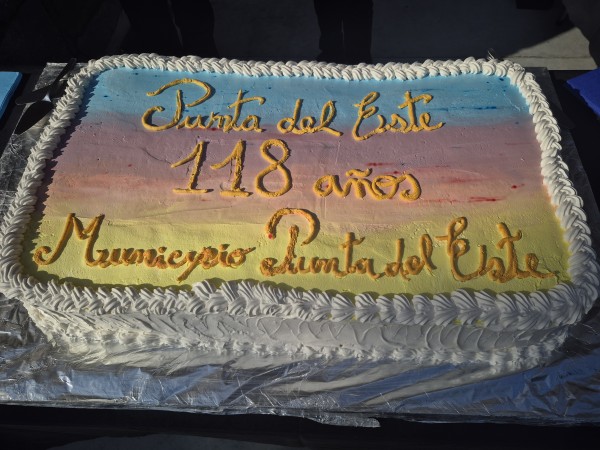 Punta del Este
118 años
Municipio Punta del Este